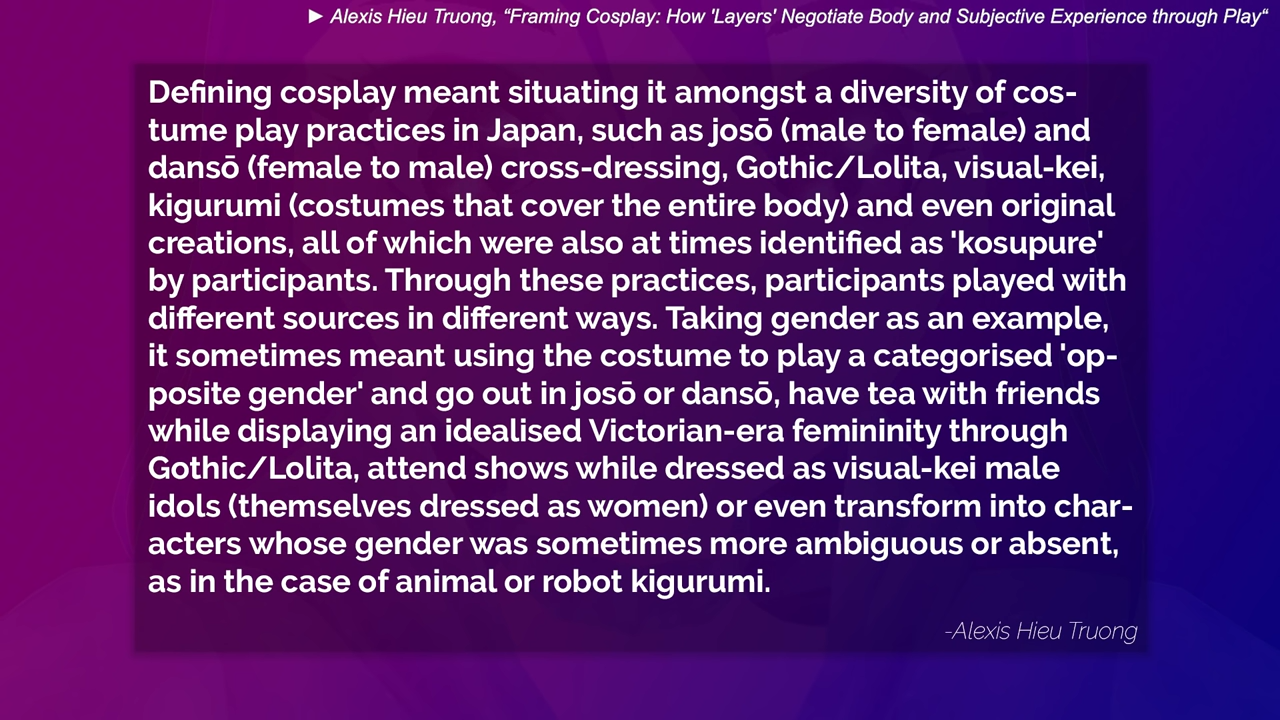 ► Alexis Hieu Truong, “Framing Cosplay: How 'Layers' Negotiate Body and Subjective Experience through Play“
Defining cosplay meant situating it amongst a diversity of cos-
tume play practices in Japan, such as josō (male to female) and
dansō (female to male) cross-dressing, Gothic/Lolita, visual-kei,
kigurumi (costumes that cover the entire body) and even original
creations, all of which were also at times identified as 'kosupure'
by participants. Through these practices, participants played with
different sources in different ways. Taking gender as an example,
it sometimes meant using the costume to play a categorised 'op-
posite gender' and go out in josō or dansō, have tea with friends
while displaying an idealised Victorian-era femininity through
Gothic/Lolita, attend shows while dressed as visual-kei male
idols (themselves dressed as women) or even transform into char-
acters whose gender was sometimes more ambiguous or absent,
as in the case of animal or robot kigurumi.
-Alexis Hieu Truong